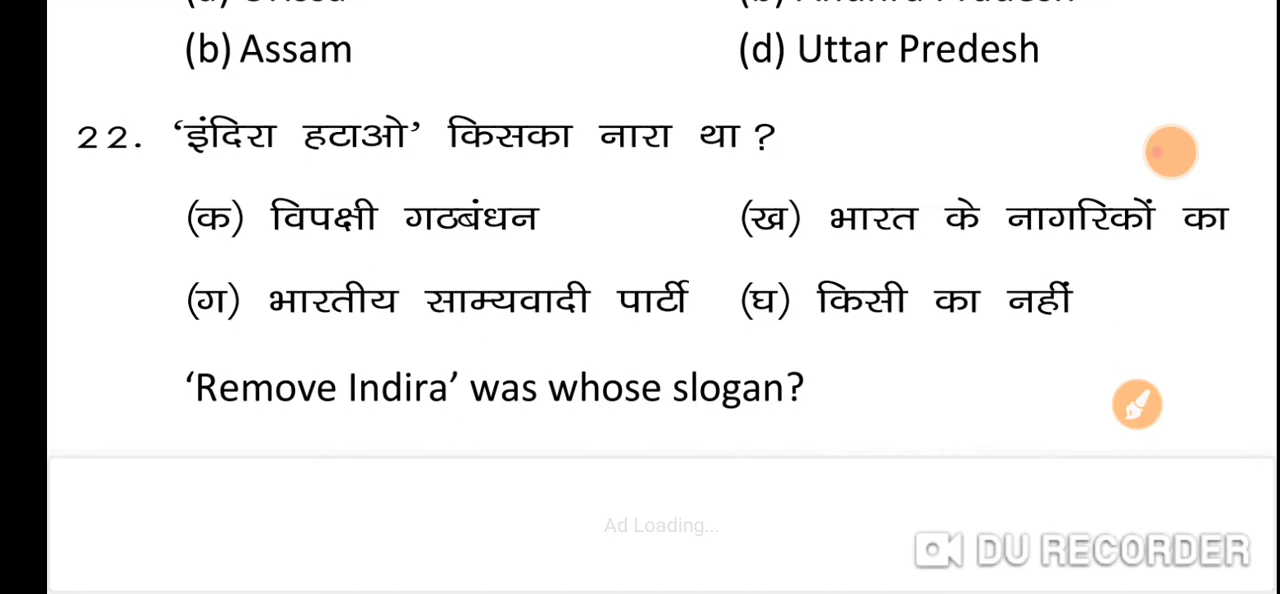 (b) Assam (d) Uttar Predesh
22. ‘इंदिरा हटाओ’ किसका नारा था ?
(क) विपक्षी गठबंधन (ख) भारत के नागरिकों का
(ग) भारतीय साम्यवादी पार्टी (घ) किसी का नहीं
‘Remove Indira’ was whose slogan?
Ad Loading...
DU RECORDER